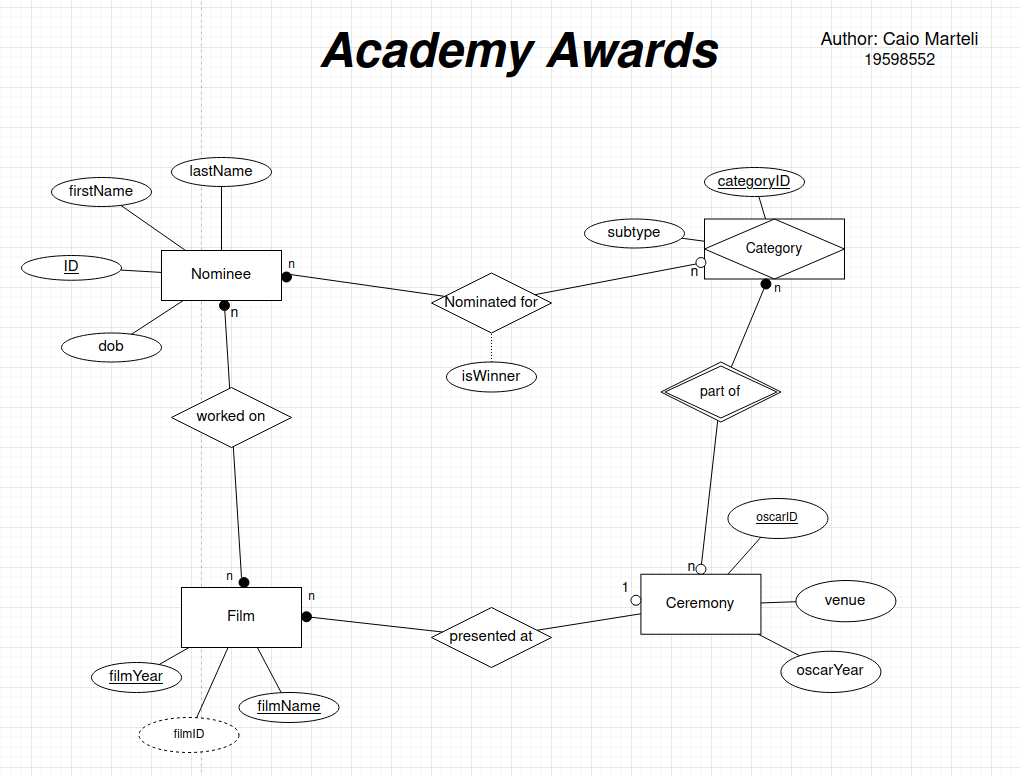 Academy Awards
Author: Caio Marteli
19598552
lastName
firstName
categoryID
subtype
Category
ID
Nominee
n
n
n
n
Nominated for
dob
isWinner
part of
worked on
oscarID
n
n
n
1
Film
Ceremony
venue
presented at
filmYear
oscarYear
filmName
filmID